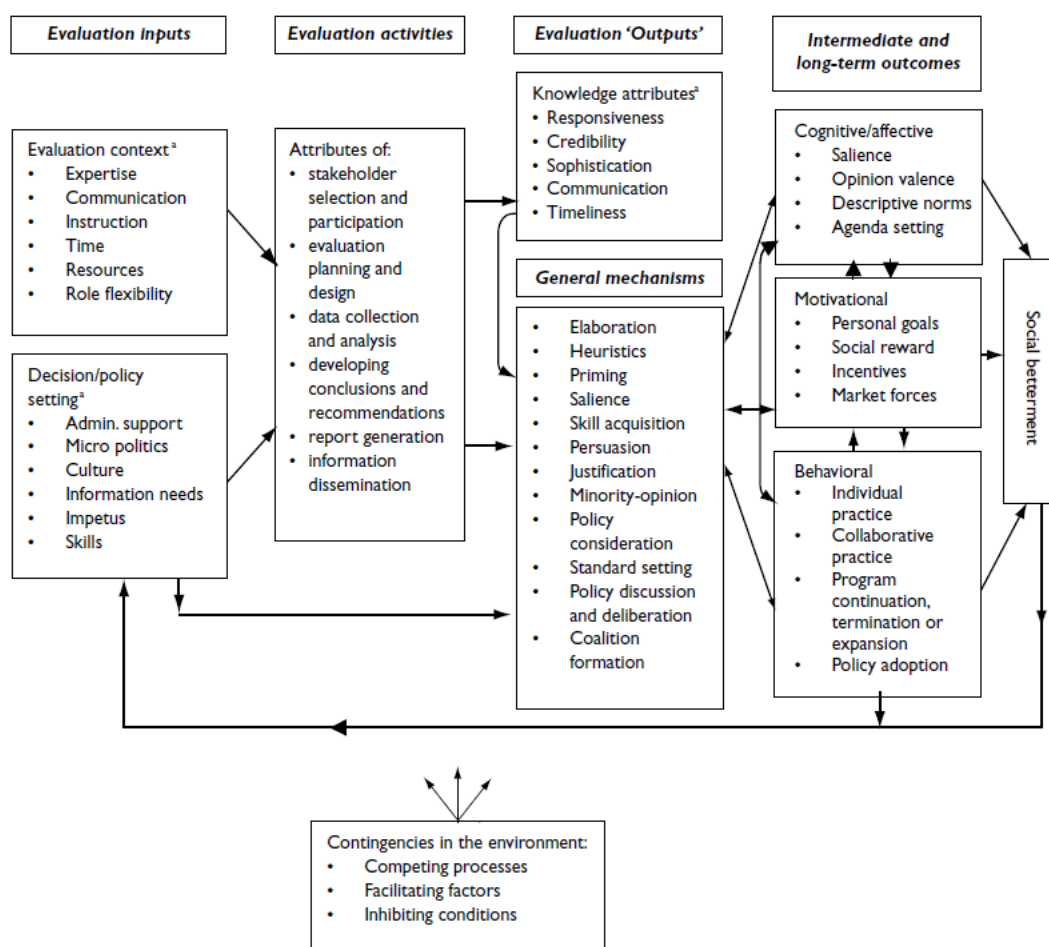 Evaluation inputs
Evaluation activities
Evaluation ‘Outputs’
Intermediate and
long-term outcomes
Evaluation context a
• Expertise
• Communication
• Instruction
• Time
• Resources
• Role flexibility
Decision/policy
setting a
• Admin. support
• Micro politics
• Culture
• Information needs
• Impetus
• Skills
Attributes of:
• stakeholder
selection and
participation
• evaluation
planning and
design
• data collection
and analysis
• developing
conclusions and
recommendations
• report generation
• information
dissemination
Knowledge attributes a
• Responsiveness
• Credibility
• Sophistication
• Communication
• Timeliness
General mechanisms
• Elaboration
• Heuristics
• Priming
• Salience
• Skill acquisition
• Persuasion
• Justification
• Minority-opinion
• Policy
consideration
• Standard setting
• Policy discussion
and deliberation
• Coalition
formation
Cognitive/affective
• Salience
• Opinion valence
• Descriptive norms
• Agenda setting
Motivational
• Personal goals
• Social reward
• Incentives
• Market forces
Behavioral
• Individual
practice
• Collaborative
practice
• Program
continuation,
termination or
expansion
• Policy adoption
Social betterment
Contingencies in the environment:
• Competing processes
• Facilitating factors
• Inhibiting conditions